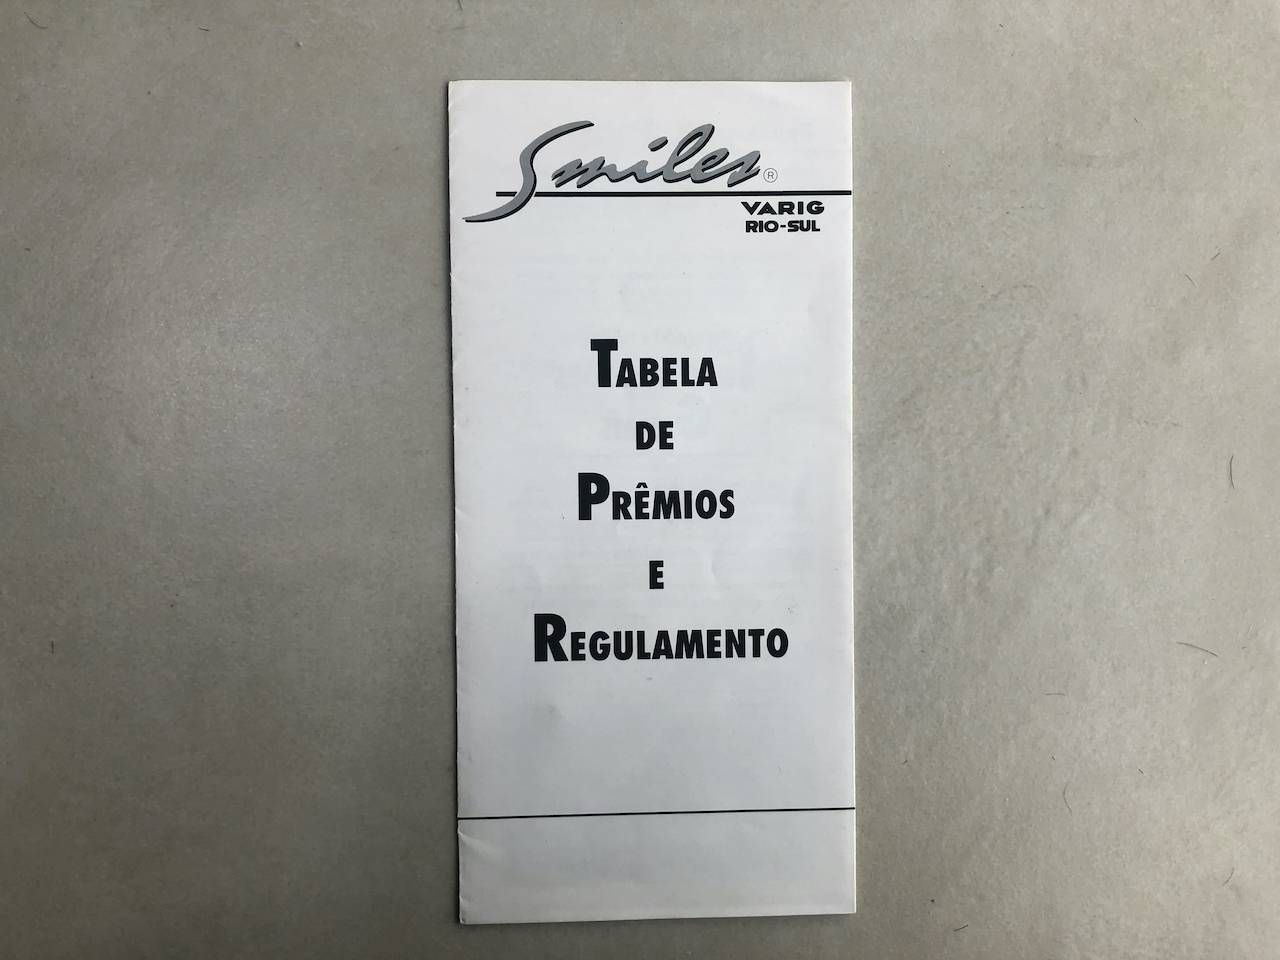 Smiles®
VARIG
RIO-SUL
TABELA
DE
PRÊMIOS
E
REGULAMENTO